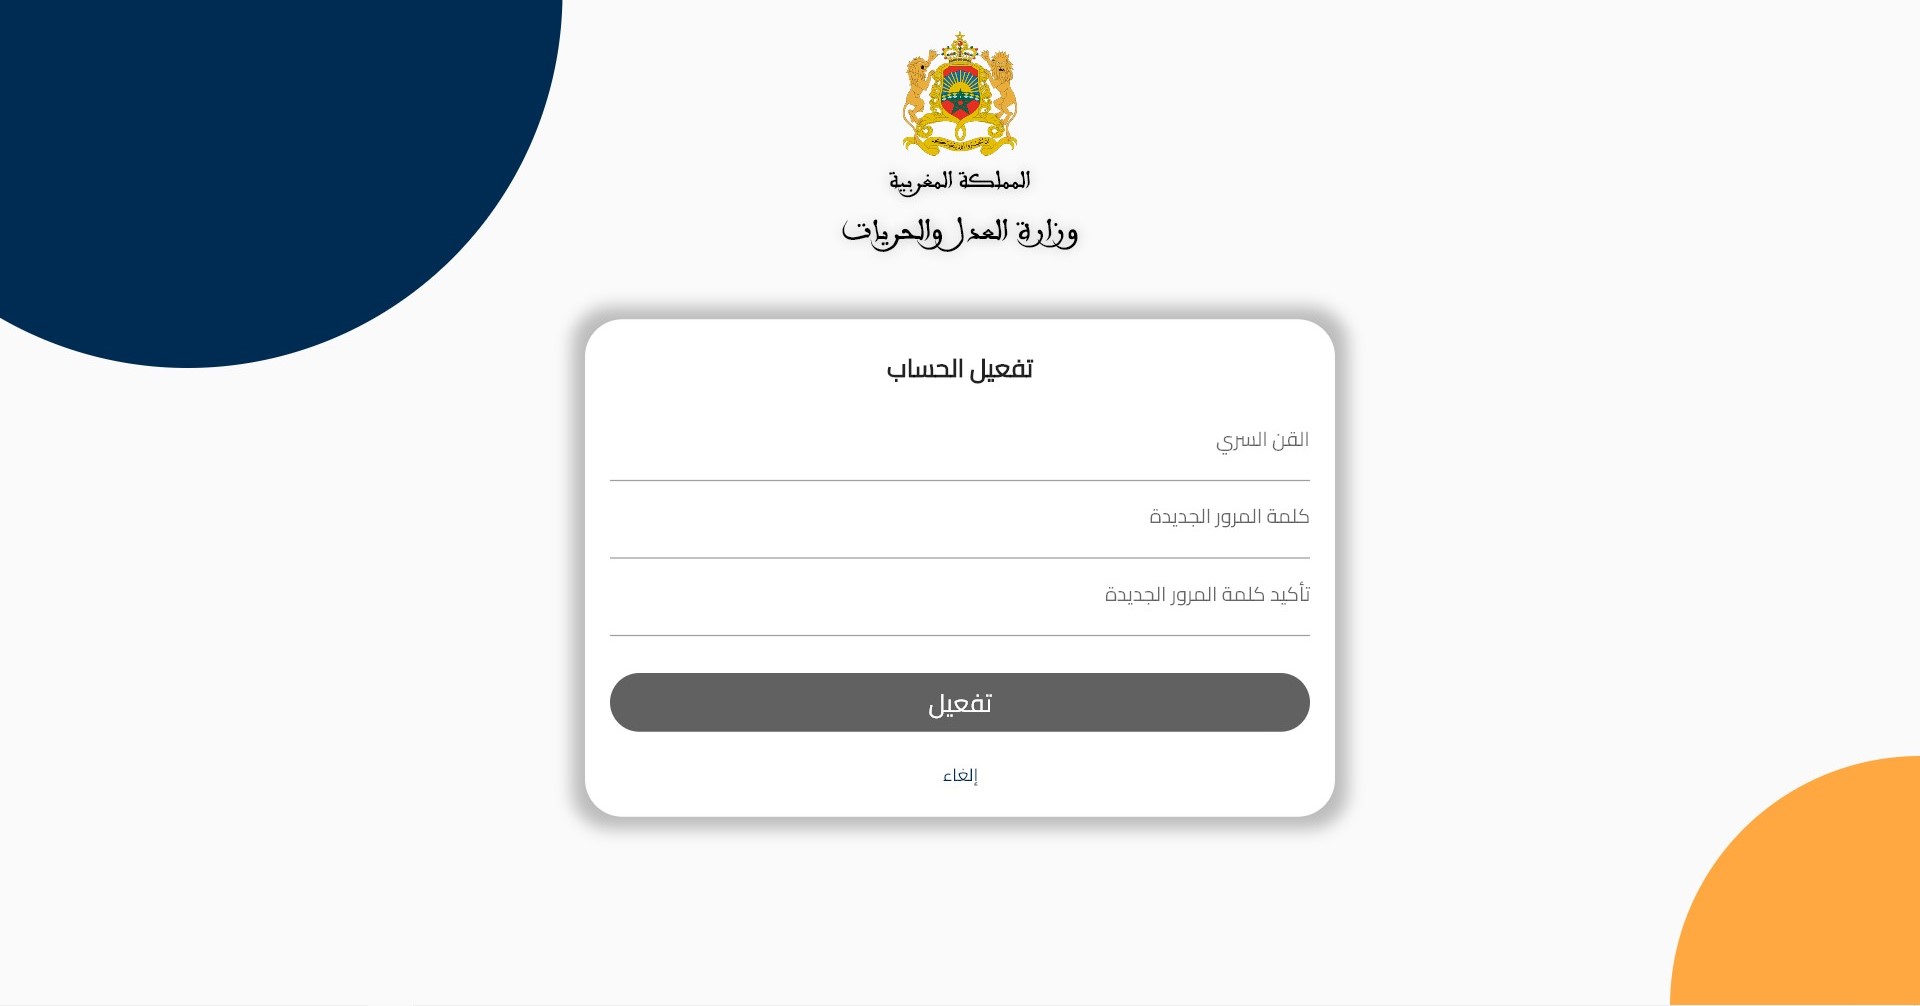 المملكة المغربية
وزارة العدل والحريات
تفعيل الحساب
القن السري
كلمة المرور الجديدة
تأكيد كلمة المرور الجديدة
تفعيل
إلغاء